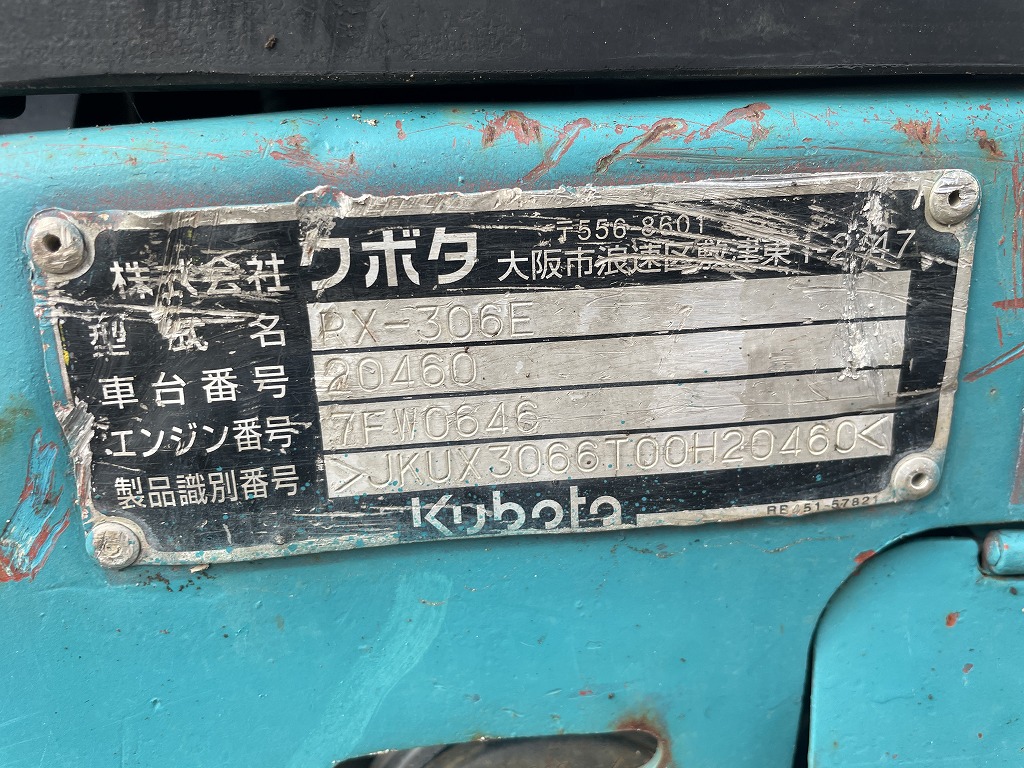 株式会社 クボタ 〒556-8601
大阪市浪速区敷津東1-2-47
型式名 RX-306E
車台番号 20460
エンジン番号 7FW0646
製品識別番号 >JKUX3066T00H20460<
Kubota
RB451-57821